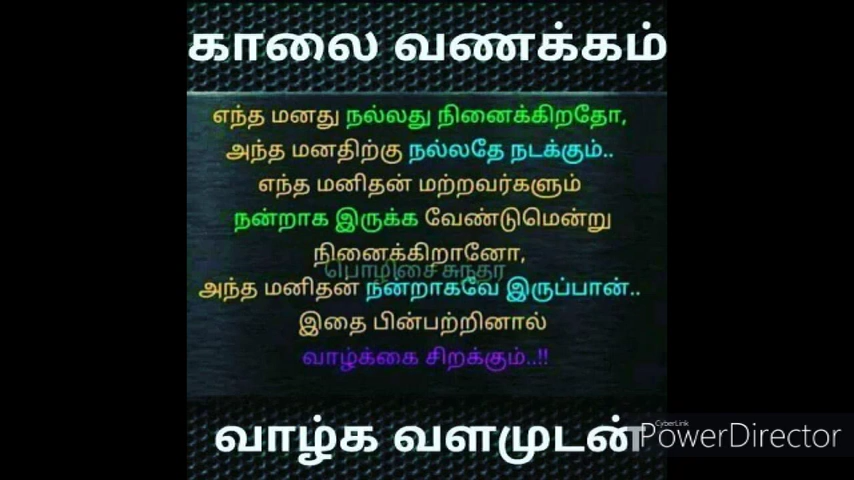 காலை வணக்கம்
எந்த மனது நல்லது நினைக்கிறதோ,
அந்த மனதிற்கு நல்லதே நடக்கும்..
எந்த மனிதன் மற்றவர்களும்
நன்றாக இருக்க வேண்டுமென்று
நினைக்கிறானோ,
பொழிசை சுந்தர
அந்த மனிதன் நன்றாகவே இருப்பான்..
இதை பின்பற்றினால்
வாழ்க்கை சிறக்கும்..!!
வாழ்க வளமுடன்
CyberLink
PowerDirector